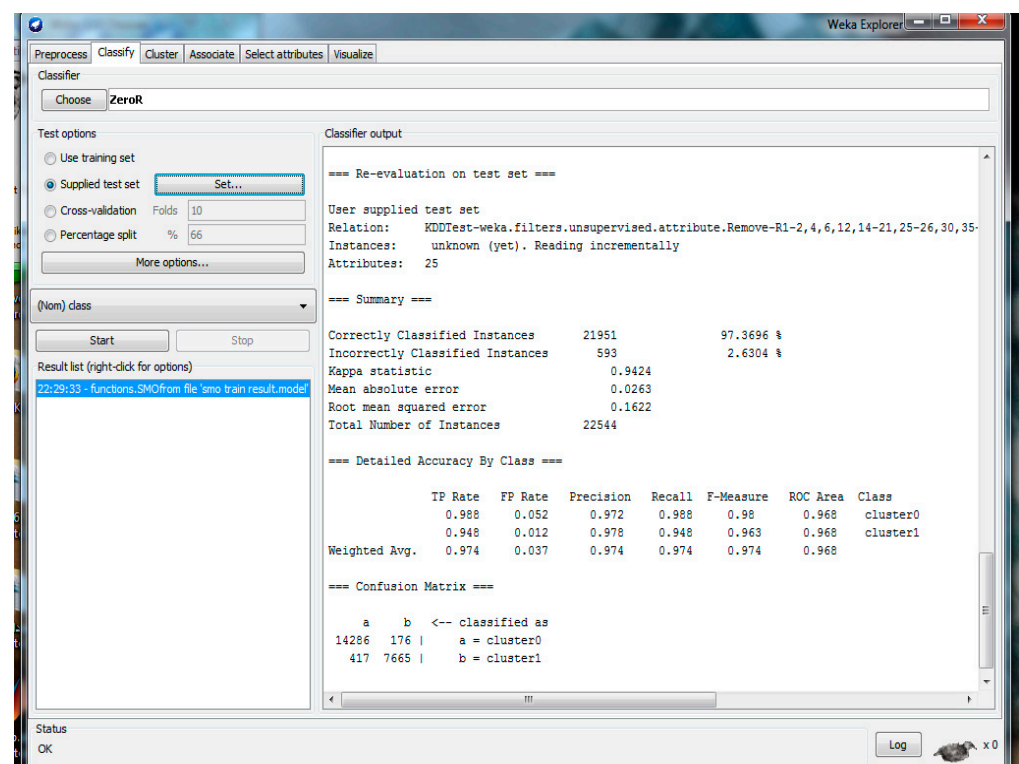 Weka Explorer
Preprocess Classify Cluster Associate Select attributes Visualize
Classifier
Choose ZeroR
Test options
Use training set
Supplied test set Set...
Cross-validation Folds 10
Percentage split % 66
More options...
(Nom) class
Start Stop
Result list (right-click for options)
22:29:33 - functions.SMOfrom file 'smo train result.model'
Classifier output
=== Re-evaluation on test set ===
User supplied test set
Relation: KDDTest-weka.filters.unsupervised.attribute.Remove-R1-2,4,6,12,14-21,25-26,30,35-
Instances: unknown (yet). Reading incrementally
Attributes: 25
=== Summary ===
Correctly Classified Instances 21951 97.3696 %
Incorrectly Classified Instances 593 2.6304 %
Kappa statistic 0.9424
Mean absolute error 0.0263
Root mean squared error 0.1622
Total Number of Instances 22544
=== Detailed Accuracy By Class ===
TP Rate FP Rate Precision Recall F-Measure ROC Area Class
0.988 0.052 0.972 0.988 0.98 0.968 cluster0
0.948 0.012 0.978 0.948 0.963 0.968 cluster1
Weighted Avg. 0.974 0.037 0.974 0.974 0.974 0.968
=== Confusion Matrix ===
a b <-- classified as
14286 176 | a = cluster0
417 7665 | b = cluster1
Status
OK
Log x 0